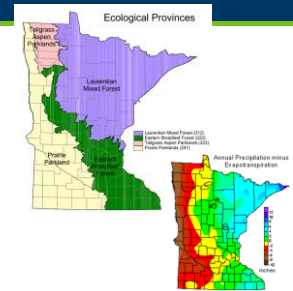 Ecological Provinces
Tallgrass
Aspen
Parklands
Laurentian
Mixed Forest
Prairie
Parkland
Eastern
Broadleaf
Forest
Laurentian Mixed Forest (212)
Eastern Broadleaf Forest (222)
Tallgrass Aspen Parklands (223)
Prairie Parklands (251)
Annual Precipitation minus
Evapotranspiration
inches